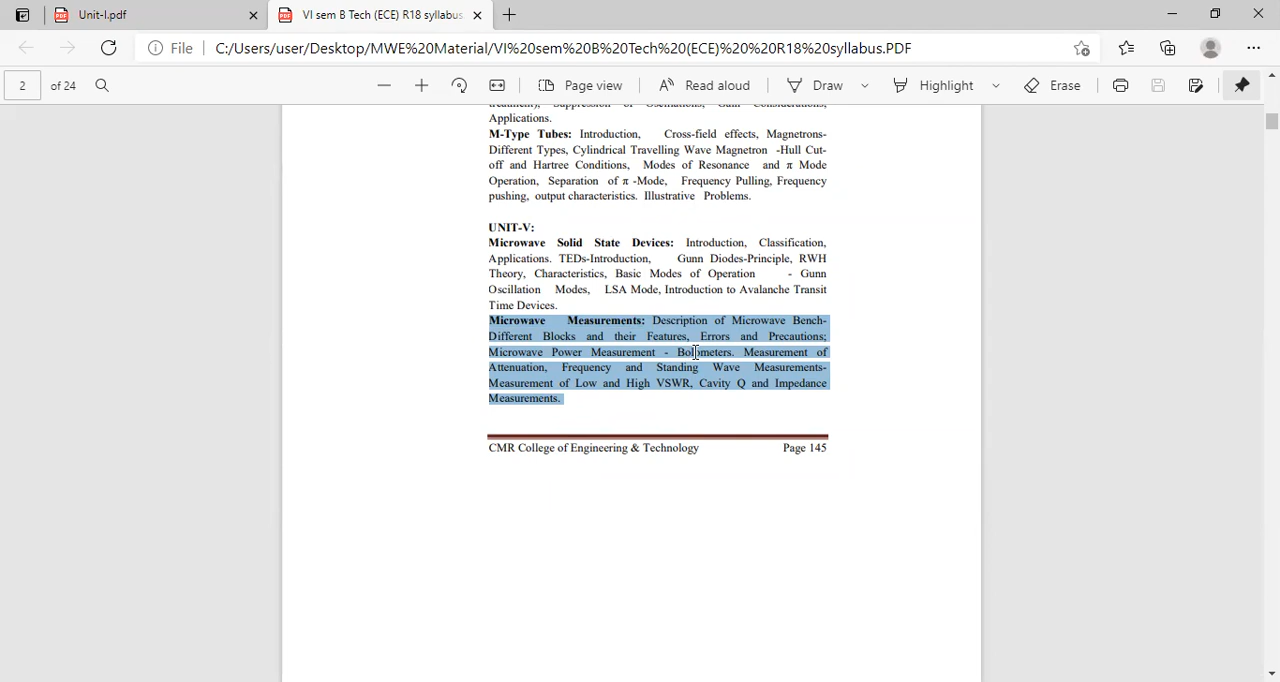 Unit-I.pdf
VI sem B Tech (ECE) R18 syllabus
File
C:/Users/user/Desktop/MWE%20Material/VI%20sem%20B%20Tech%20(ECE)%20%20R18%20syllabus.PDF
2 of 24
Page view
Read aloud
Draw
Highlight
Erase
treatment), Suppression of Oscillations, Gain Considerations,
Applications.
M-Type Tubes: Introduction, Cross-field effects, Magnetrons-
Different Types, Cylindrical Travelling Wave Magnetron -Hull Cut-
off and Hartree Conditions, Modes of Resonance and π Mode
Operation, Separation of π -Mode, Frequency Pulling, Frequency
pushing, output characteristics. Illustrative Problems.
UNIT-V:
Microwave Solid State Devices: Introduction, Classification,
Applications. TEDs-Introduction, Gunn Diodes-Principle, RWH
Theory, Characteristics, Basic Modes of Operation - Gunn
Oscillation Modes, LSA Mode, Introduction to Avalanche Transit
Time Devices.
Microwave Measurements: Description of Microwave Bench-
Different Blocks and their Features, Errors and Precautions;
Microwave Power Measurement - Bolometers. Measurement of
Attenuation, Frequency and Standing Wave Measurements-
Measurement of Low and High VSWR, Cavity Q and Impedance
Measurements.
CMR College of Engineering & Technology Page 145